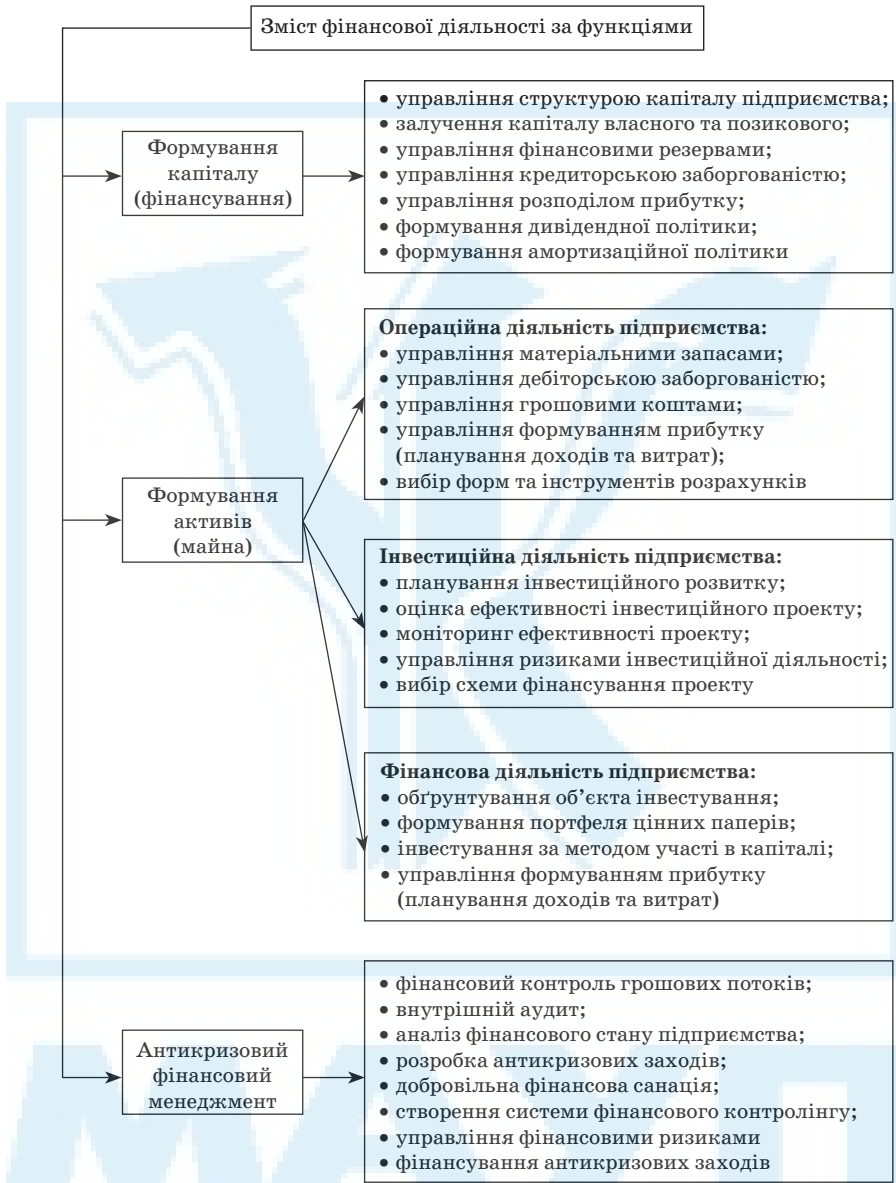 Зміст фінансової діяльності за функціями
Формування
капіталу
(фінансування)
• управління структурою капіталу підприємства;
• залучення капіталу власного та позикового;
• управління фінансовими резервами;
• управління кредиторською заборгованістю;
• управління розподілом прибутку;
• формування дивідендної політики;
• формування амортизаційної політики
Формування
активів
(майна)
Операційна діяльність підприємства:
• управління матеріальними запасами;
• управління дебіторською заборгованістю;
• управління грошовими коштами;
• управління формуванням прибутку
(планування доходів та витрат);
• вибір форм та інструментів розрахунків
Інвестиційна діяльність підприємства:
• планування інвестиційного розвитку;
• оцінка ефективності інвестиційного проекту;
• моніторинг ефективності проекту;
• управління ризиками інвестиційної діяльності;
• вибір схеми фінансування проекту
Фінансова діяльність підприємства:
• обґрунтування об’єкта інвестування;
• формування портфеля цінних паперів;
• інвестування за методом участі в капіталі;
• управління формуванням прибутку
(планування доходів та витрат)
Антикризовий
фінансовий
менеджмент
• фінансовий контроль грошових потоків;
• внутрішній аудит;
• аналіз фінансового стану підприємства;
• розробка антикризових заходів;
• добровільна фінансова санація;
• створення системи фінансового контролінгу;
• управління фінансовими ризиками
• фінансування антикризових заходів
МАУП